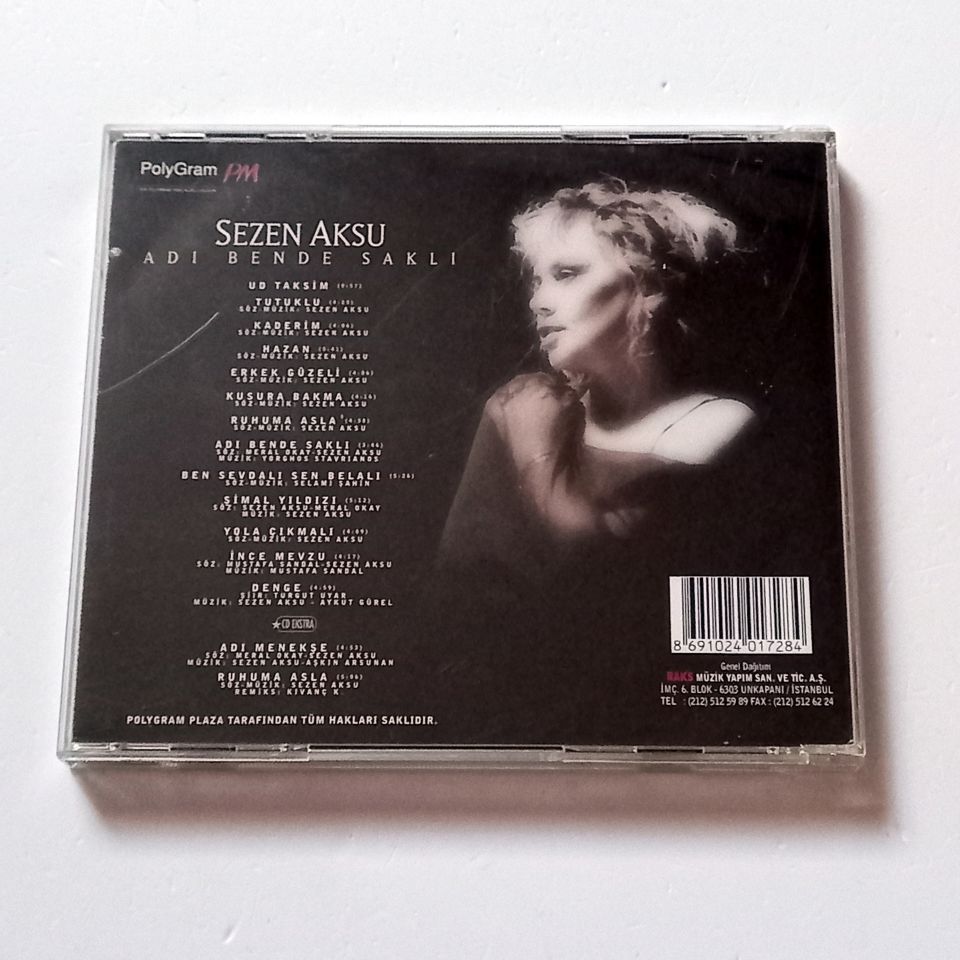 PolyGram PM
SEZEN AKSU
ADI BENDE SAKLI
UD TAKSİM (0:57)
TUTUKLU
SÖZ-MÜZİK: SEZEN AKSU
KADERİM (4:06)
SÖZ-MÜZİK: SEZEN AKSU
HAZAN
SÖZ-MÜZİK: SEZEN AKSU
ERKEK GÜZELİ (4:06)
SÖZ-MÜZİK: SEZEN AKSU
KUSURA BAKMA (4:16)
SÖZ-MÜZİK: SEZEN AKSU
RUHUMA ASLA
SÖZ-MÜZİK: SEZEN AKSU
ADI BENDE SAKLI (3:46)
SÖZ: MERAL OKAY-SEZEN AKSU
MÜZİK: YORGHOS STAVRIANOS
BEN SEVDALI SEN BELALI (5:26)
SÖZ-MÜZİK: SELAMİ ŞAHİN
ŞİMAL YILDIZI (5:12)
SÖZ: SEZEN AKSU-MERAL OKAY
MÜZİK: SEZEN AKSU
YOLA ÇIKMALI (4:09)
SÖZ-MÜZİK: SEZEN AKSU
İNCE MEVZU (4:17)
SÖZ: MUSTAFA SANDAL-SEZEN AKSU
MÜZİK: MUSTAFA SANDAL
DENGE (4:59)
ŞİİR: TURGUT UYAR
MÜZİK: SEZEN AKSU - AYKUT GÜREL
★CD EKSTRA
ADI MENEKŞE (4:53)
SÖZ: MERAL OKAY-SEZEN AKSU
MÜZİK: SEZEN AKSU-AŞKIN ARSUNAN
RUHUMA ASLA (5:06)
SÖZ-MÜZİK: SEZEN AKSU
REMİKS: KIVANÇ K
POLYGRAM PLAZA TARAFINDAN TÜM HAKLARI SAKLIDIR.
8 691024 017284
Genel Dağıtım
RAKS MÜZİK YAPIM SAN. VE TİC. A.Ş.
İMÇ. 6. BLOK - 6303 UNKAPANI / İSTANBUL
TEL : (212) 512 59 89 FAX : (212) 512 62 24